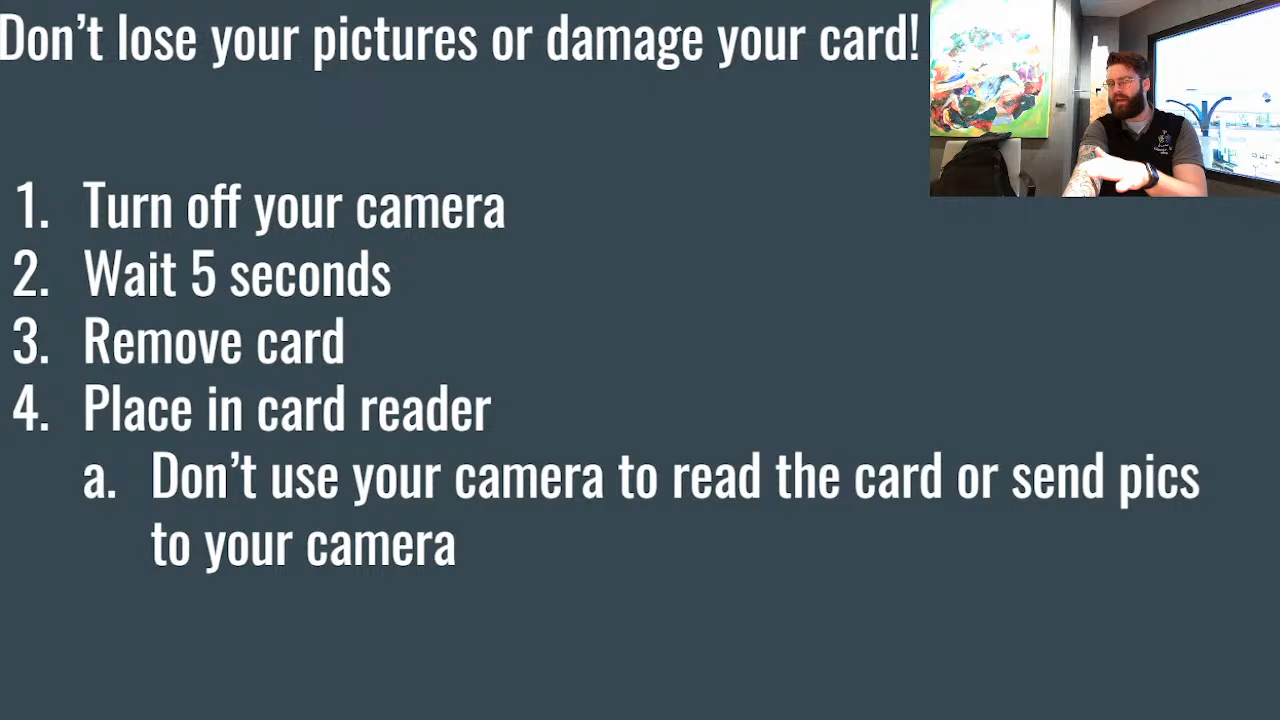 Don't lose your pictures or damage your card!
1. Turn off your camera
2. Wait 5 seconds
3. Remove card
4. Place in card reader
a. Don't use your camera to read the card or send pics
to your camera